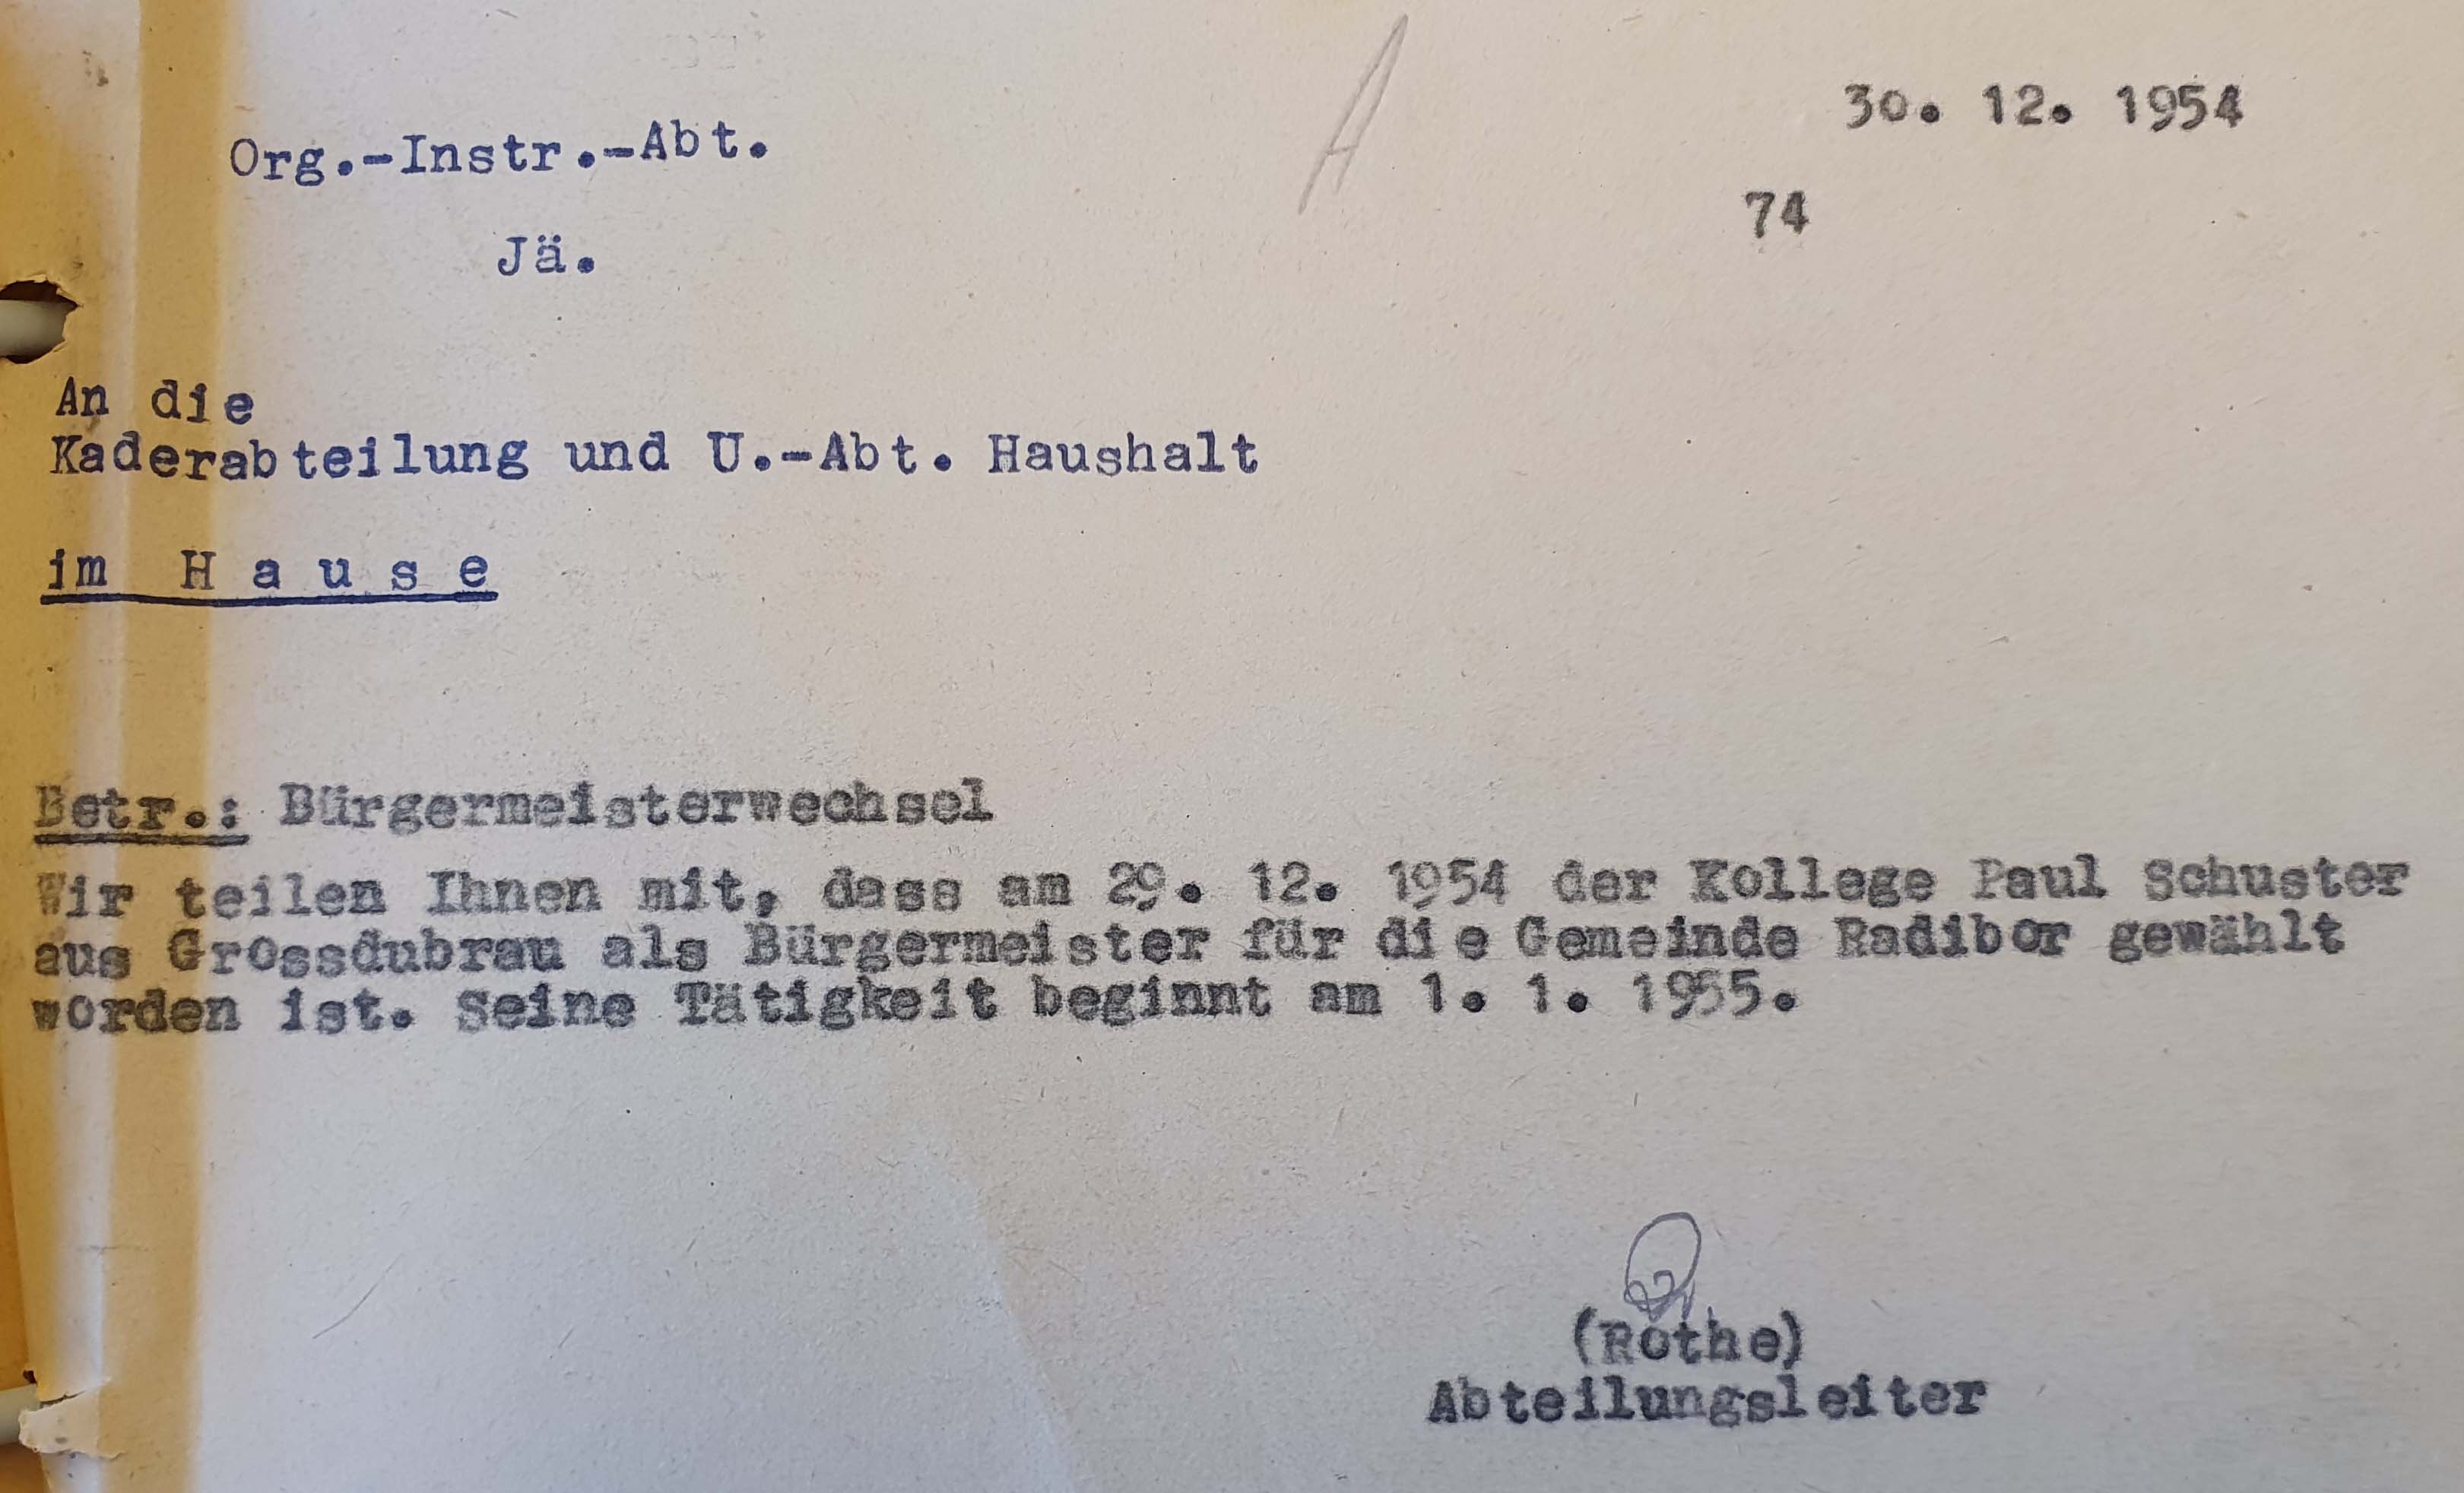 A
30. 12. 1954
Org.-Instr.-Abt.
74
Jä.
An die
Kaderabteilung und U.-Abt. Haushalt
im H a u s e
Betr.: Bürgermeisterwechsel
Wir teilen Ihnen mit, dass am 29. 12. 1954 der Kollege Paul Schuster
aus Grossdubrau als Bürgermeister für die Gemeinde Radibor gewählt
worden ist. Seine Tätigkeit beginnt am 1. 1. 1955.
(Rothe)
Abteilungsleiter